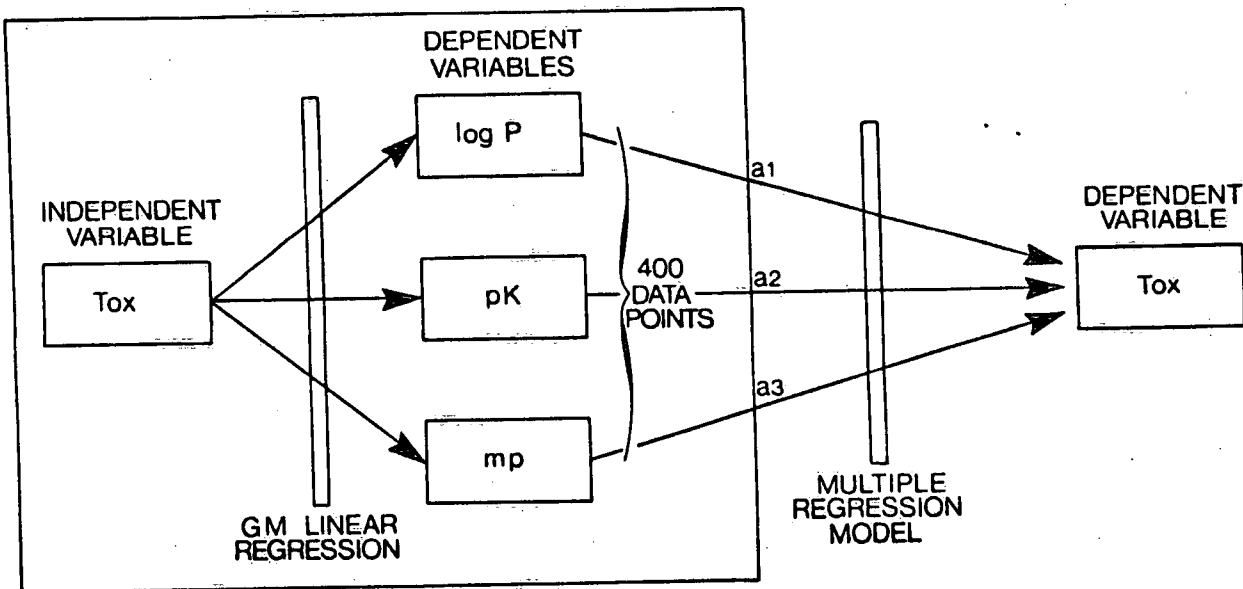 DEPENDENT
VARIABLES
log P
a1
INDEPENDENT
VARIABLE
Tox
pK
400
DATA
POINTS
a2
DEPENDENT
VARIABLE
Tox
a3
mp
GM LINEAR
REGRESSION
MULTIPLE
REGRESSION
MODEL